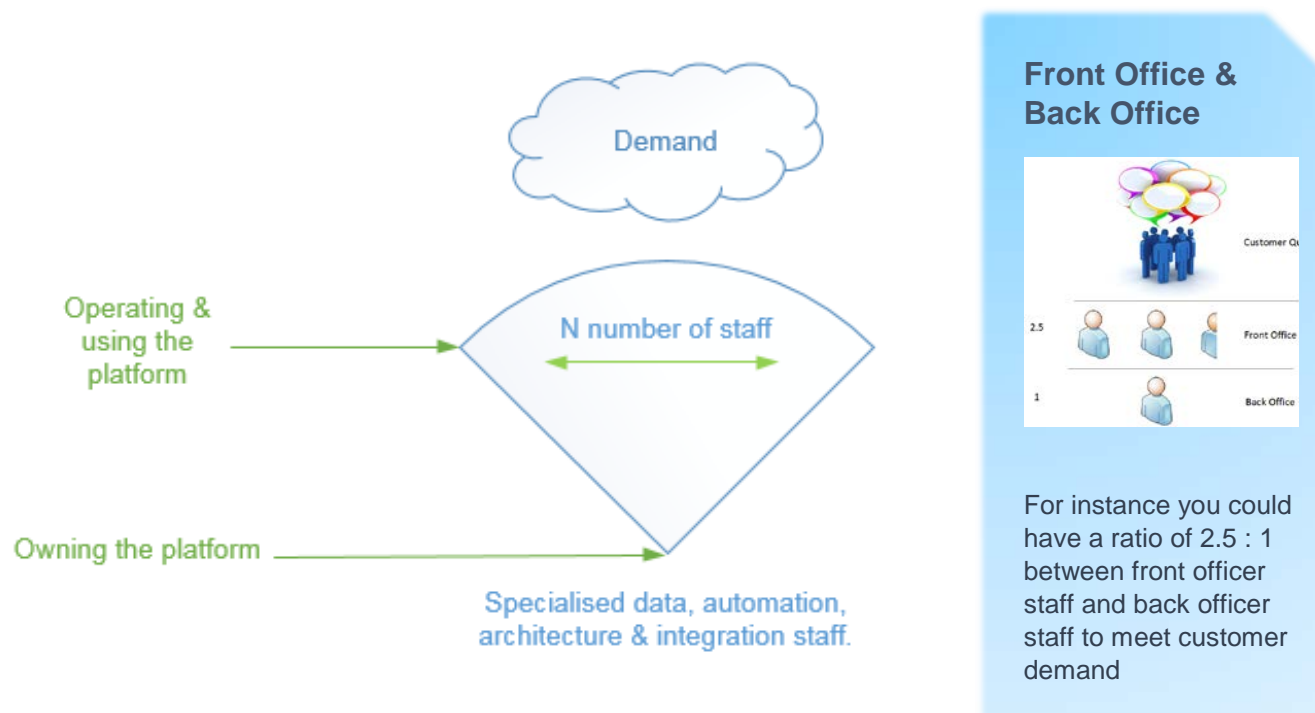 Demand
Operating &
using the
platform
N number of staff
Owning the platform
Specialised data, automation,
architecture & integration staff.
Front Office &
Back Office
Customer
2.5
Front Office
1
Back Office
For instance you could
have a ratio of 2.5 : 1
between front officer
staff and back officer
staff to meet customer
demand